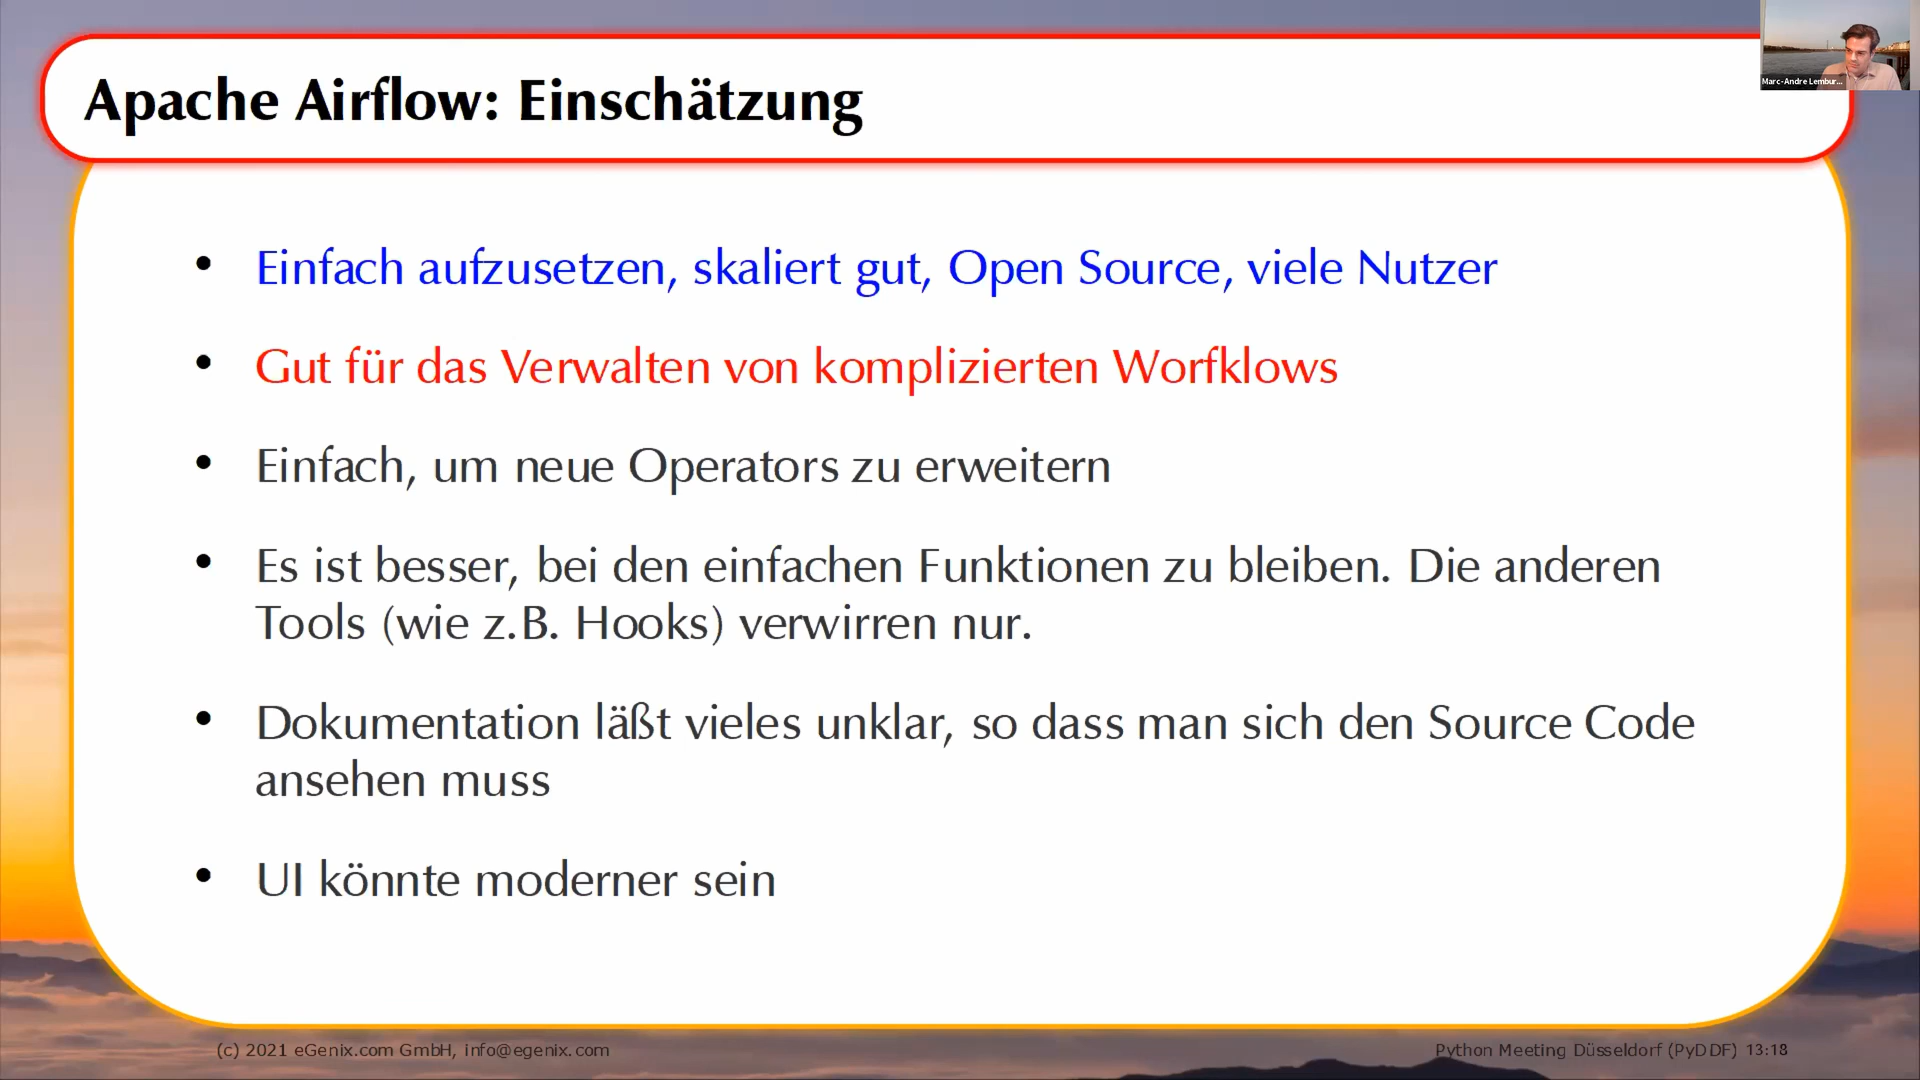 Marc-Andre Lembur...
Apache Airflow: Einschätzung
• Einfach aufzusetzen, skaliert gut, Open Source, viele Nutzer
• Gut für das Verwalten von komplizierten Worfklows
• Einfach, um neue Operators zu erweitern
• Es ist besser, bei den einfachen Funktionen zu bleiben. Die anderen
Tools (wie z.B. Hooks) verwirren nur.
• Dokumentation läßt vieles unklar, so dass man sich den Source Code
ansehen muss
• UI könnte moderner sein
(c) 2021 eGenix.com GmbH, info@egenix.com
Python Meeting Düsseldorf (PyDDF) 13:18